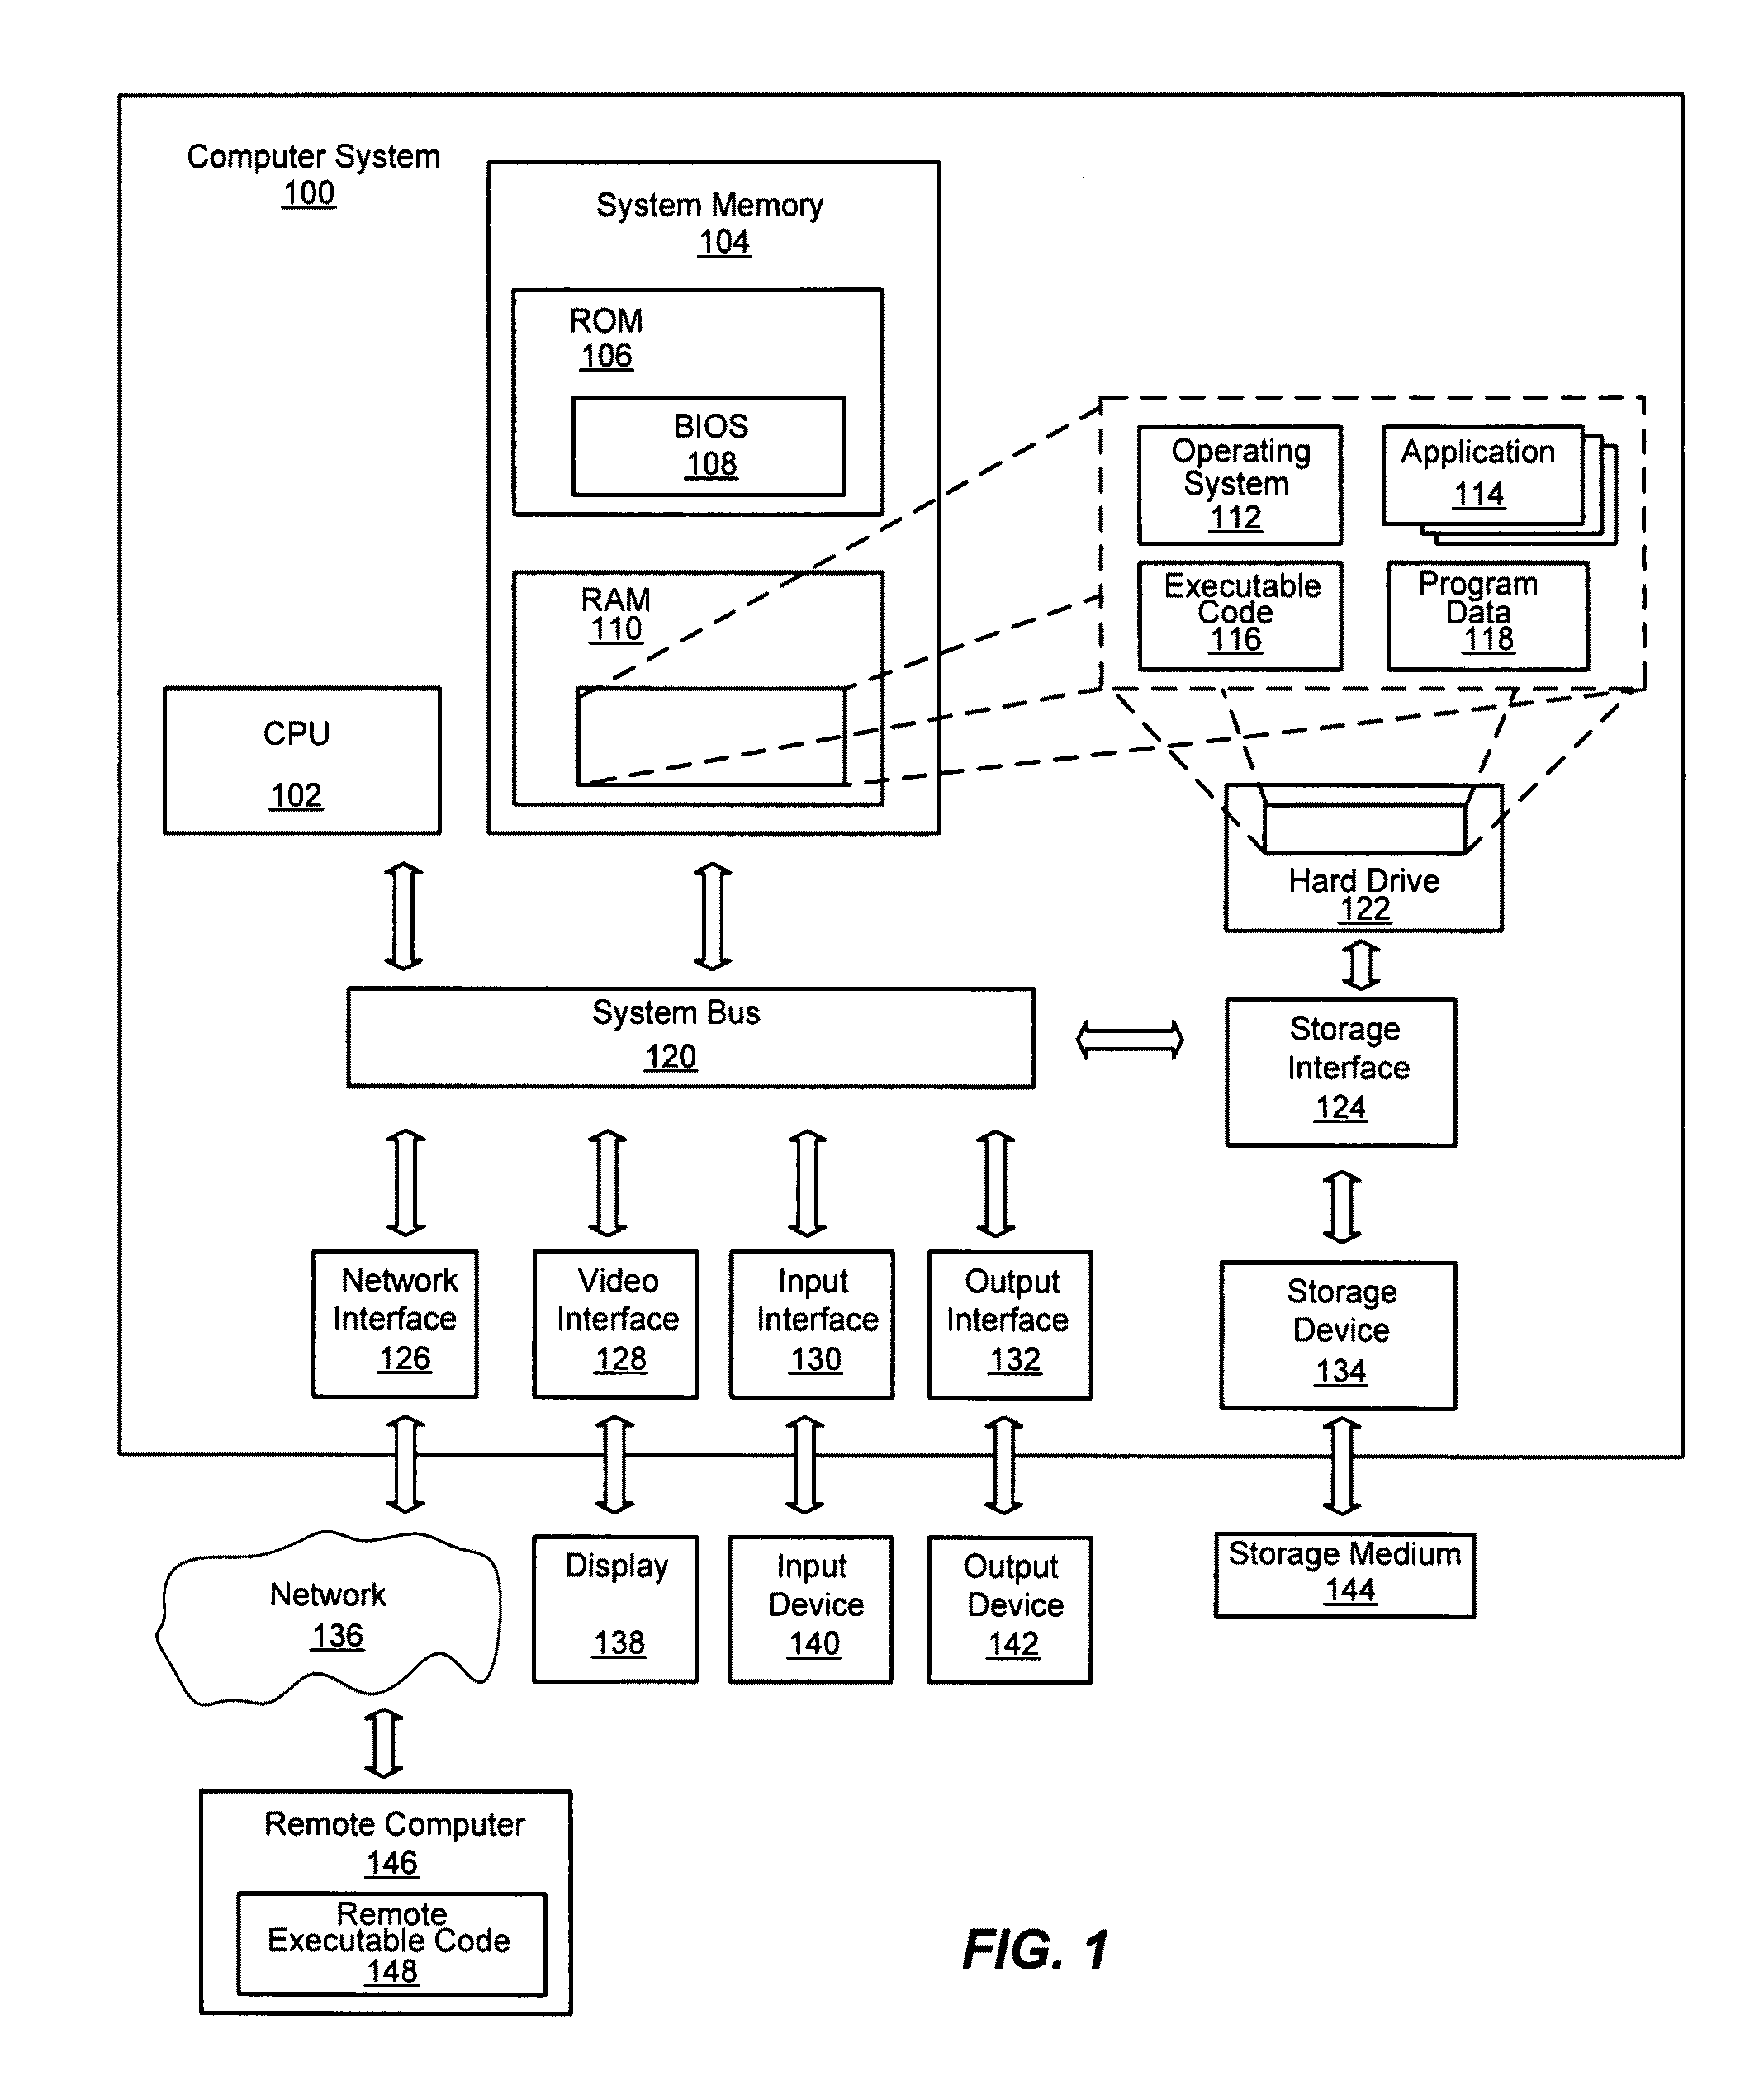 Computer System
100
System Memory
104
ROM
106
BIOS
108
RAM
110
Operating
System
112
Application
114
Executable
Code
116
Program
Data
118
CPU
102
Hard Drive
122
System Bus
120
Storage
Interface
124
Network
Interface
126
Video
Interface
128
Input
Interface
130
Output
Interface
132
Storage
Device
134
Network
136
Display
138
Input
Device
140
Output
Device
142
Storage Medium
144
Remote Computer
146
Remote
Executable Code
148
FIG. 1